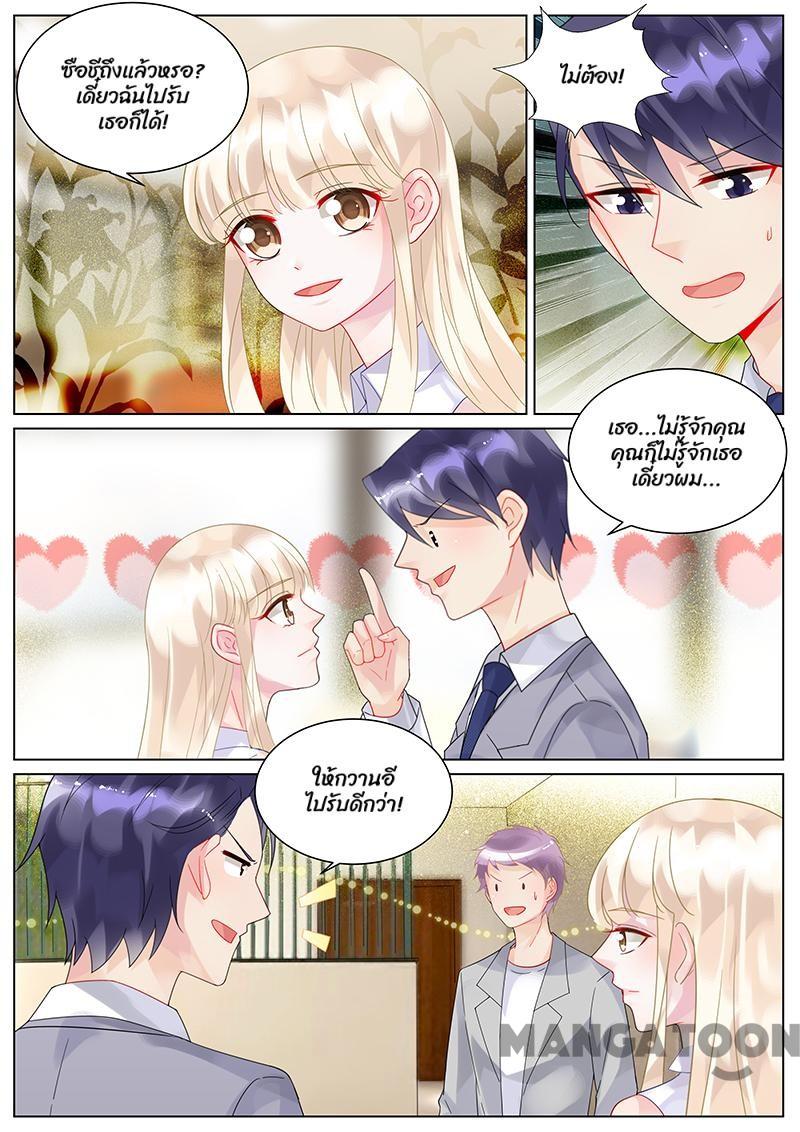 ซือชีถึงแล้วหรอ?
เดี๋ยวฉันไปรับ
เธอก็ได้!
ไม่ต้อง!
เธอ...ไม่รู้จักคุณ
คุณก็ไม่รู้จักเธอ
เดี๋ยวผม...
ให้กวานอี
ไปรับดีกว่า!
MANGATOON